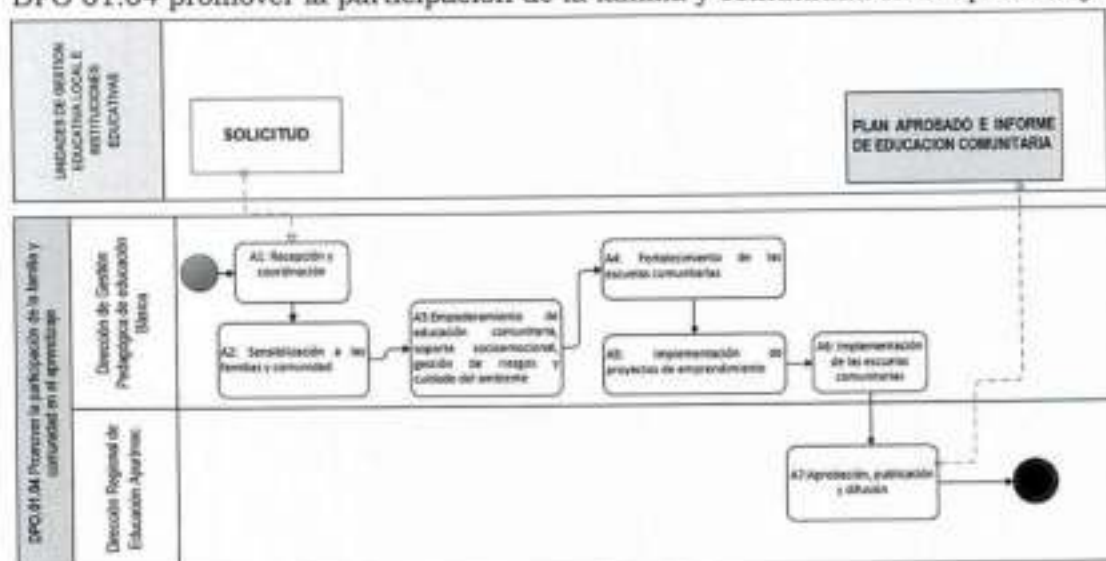 DPO 01.04 promover la participación de la familia y
UNIDADES DE GESTION
EDUCATIVA LOCAL E
INSTITUCIONES
EDUCATIVAS
SOLICITUD
PLAN APROBADO E INFORME
DE EDUCACION COMUNITARIA
DPO.01.04 Promover la participación de la familia y
comunidad en el aprendizaje
Dirección de Gestión
Pedagógica de educación
Básica
A1: Recepción y
coordinación
A2: Sensibilización a las
familias y comunidad
A3:Empoderamiento de
educación comunitaria,
soporte socioemocional,
gestión de riesgos y
cuidado del ambiente
A4: Fortalecimiento de las
escuelas comunitarias
A5: Implementación de
proyectos de emprendimiento
A6: Implementación
de las escuelas
comunitarias
Dirección Regional de
Educación Apurímac
A7:Aprobación, publicación
y difusión